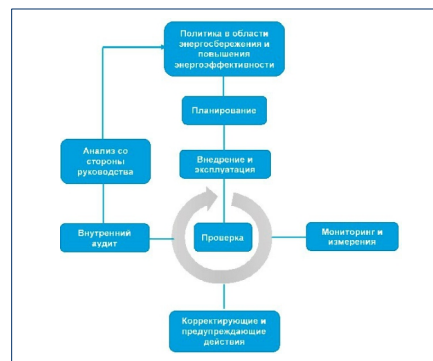 Политика в области
энергосбережения и
повышения
энергоэффективности
Планирование
Внедрение и
эксплуатация
Анализ со
стороны
руководства
Внутренний
аудит
Проверка
Мониторинг и
измерения
Корректирующие и
предупреждающие
действия